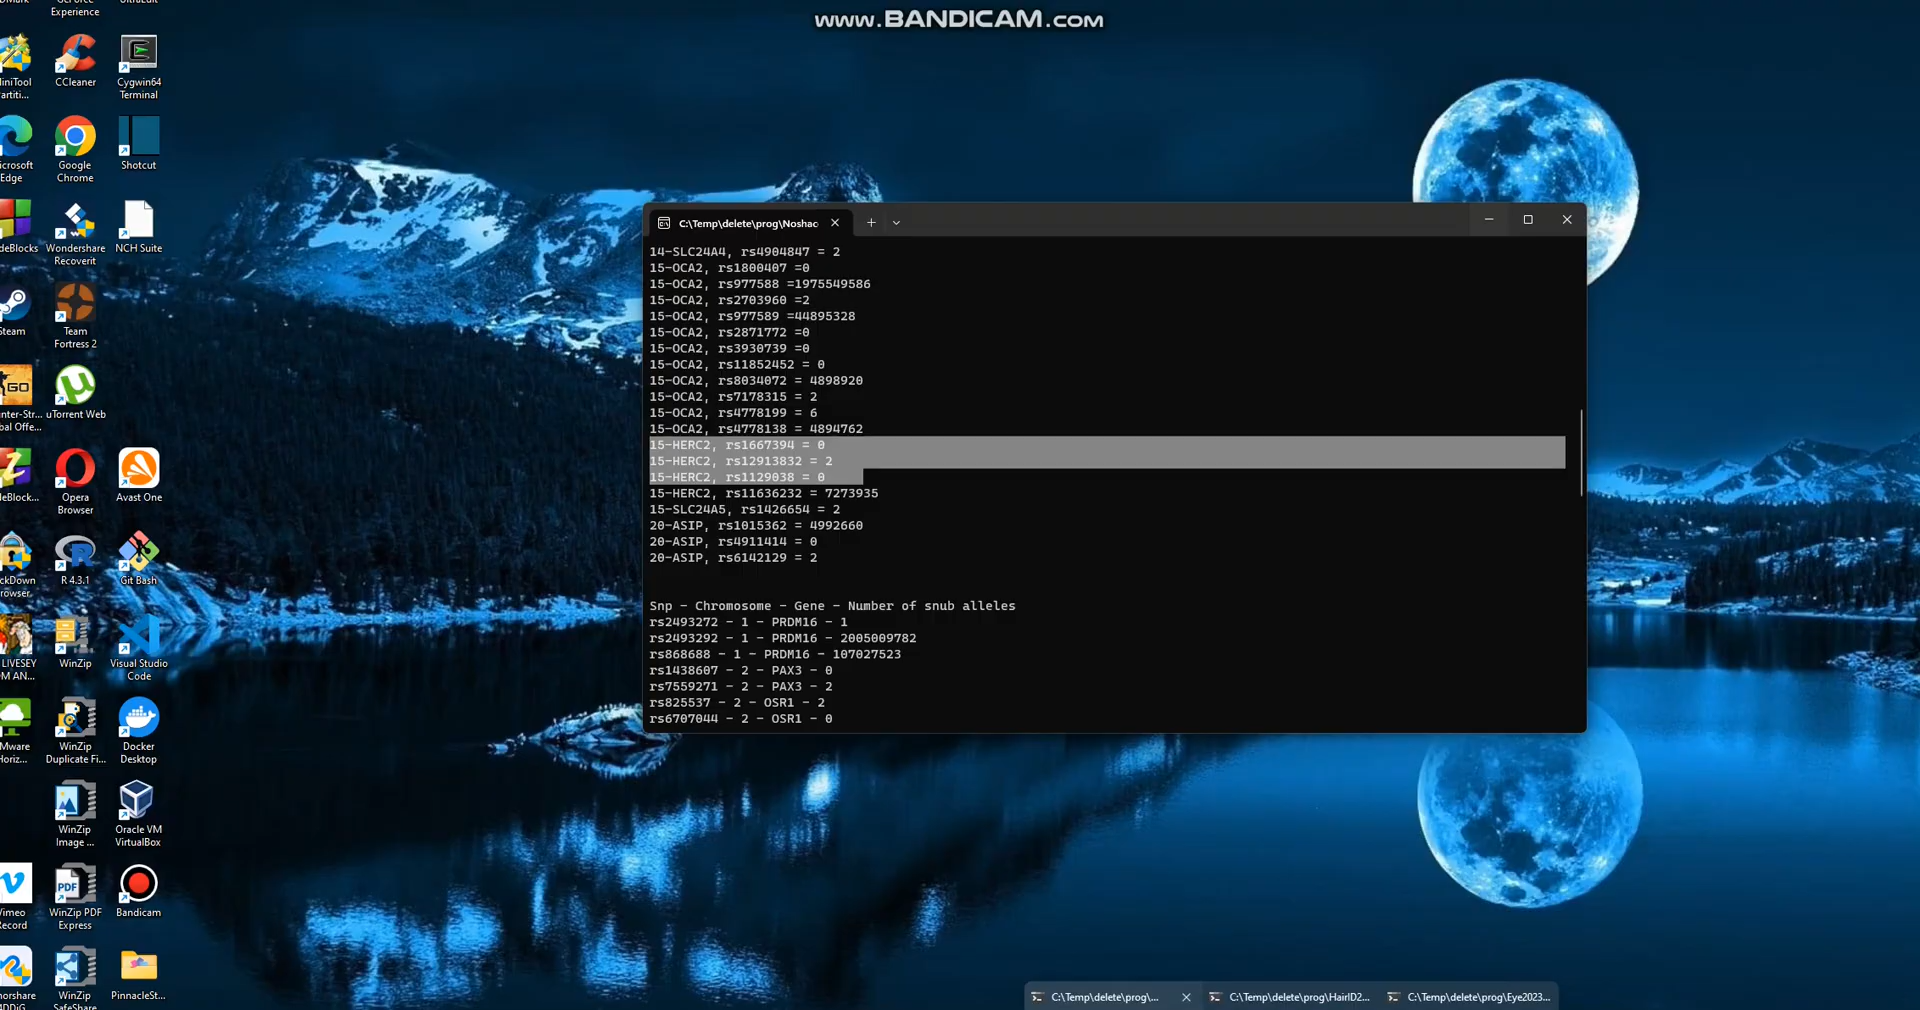 www.BANDICAM.com
Experience
CCleaner
Cygwin64
Terminal
Google
Chrome
Edge
Shotcut
Wondershare
Recoverit
NCH Suite
Team
Fortress 2
uTorrent Web
Opera
Browser
Avast One
R 4.3.1
Git Bash
WinZip
Visual Studio
Code
WinZip
Duplicate Fi...
Docker
Desktop
WinZip
Image ...
Oracle VM
VirtualBox
WinZip PDF
Express
Bandicam
WinZip
SafeShare
PinnacleSt...
C:\Temp\delete\prog\Noshao
14-SLC24A4, rs4904847 = 2
15-OCA2, rs1800407 =0
15-OCA2, rs977588 =1975549586
15-OCA2, rs2703960 =2
15-OCA2, rs977589 =44895328
15-OCA2, rs2871772 =0
15-OCA2, rs3930739 =0
15-OCA2, rs11852452 = 0
15-OCA2, rs8034072 = 4898920
15-OCA2, rs7178315 = 2
15-OCA2, rs4778199 = 6
15-OCA2, rs4778138 = 4894762
15-HERC2, rs1667394 = 0
15-HERC2, rs12913832 = 2
15-HERC2, rs1129038 = 0
15-HERC2, rs11636232 = 7273935
15-SLC24A5, rs1426654 = 2
20-ASIP, rs1015362 = 4992660
20-ASIP, rs4911414 = 0
20-ASIP, rs6142129 = 2
Snp - Chromosome - Gene - Number of snub alleles
rs2493272 - 1 - PRDM16 - 1
rs2493292 - 1 - PRDM16 - 2005009782
rs868688 - 1 - PRDM16 - 107027523
rs1438607 - 2 - PAX3 - 0
rs7559271 - 2 - PAX3 - 2
rs825537 - 2 - OSR1 - 2
rs6707044 - 2 - OSR1 - 0
C:\Temp\delete\prog\...
C:\Temp\delete\prog\HairID2...
C:\Temp\delete\prog\Eye2023...